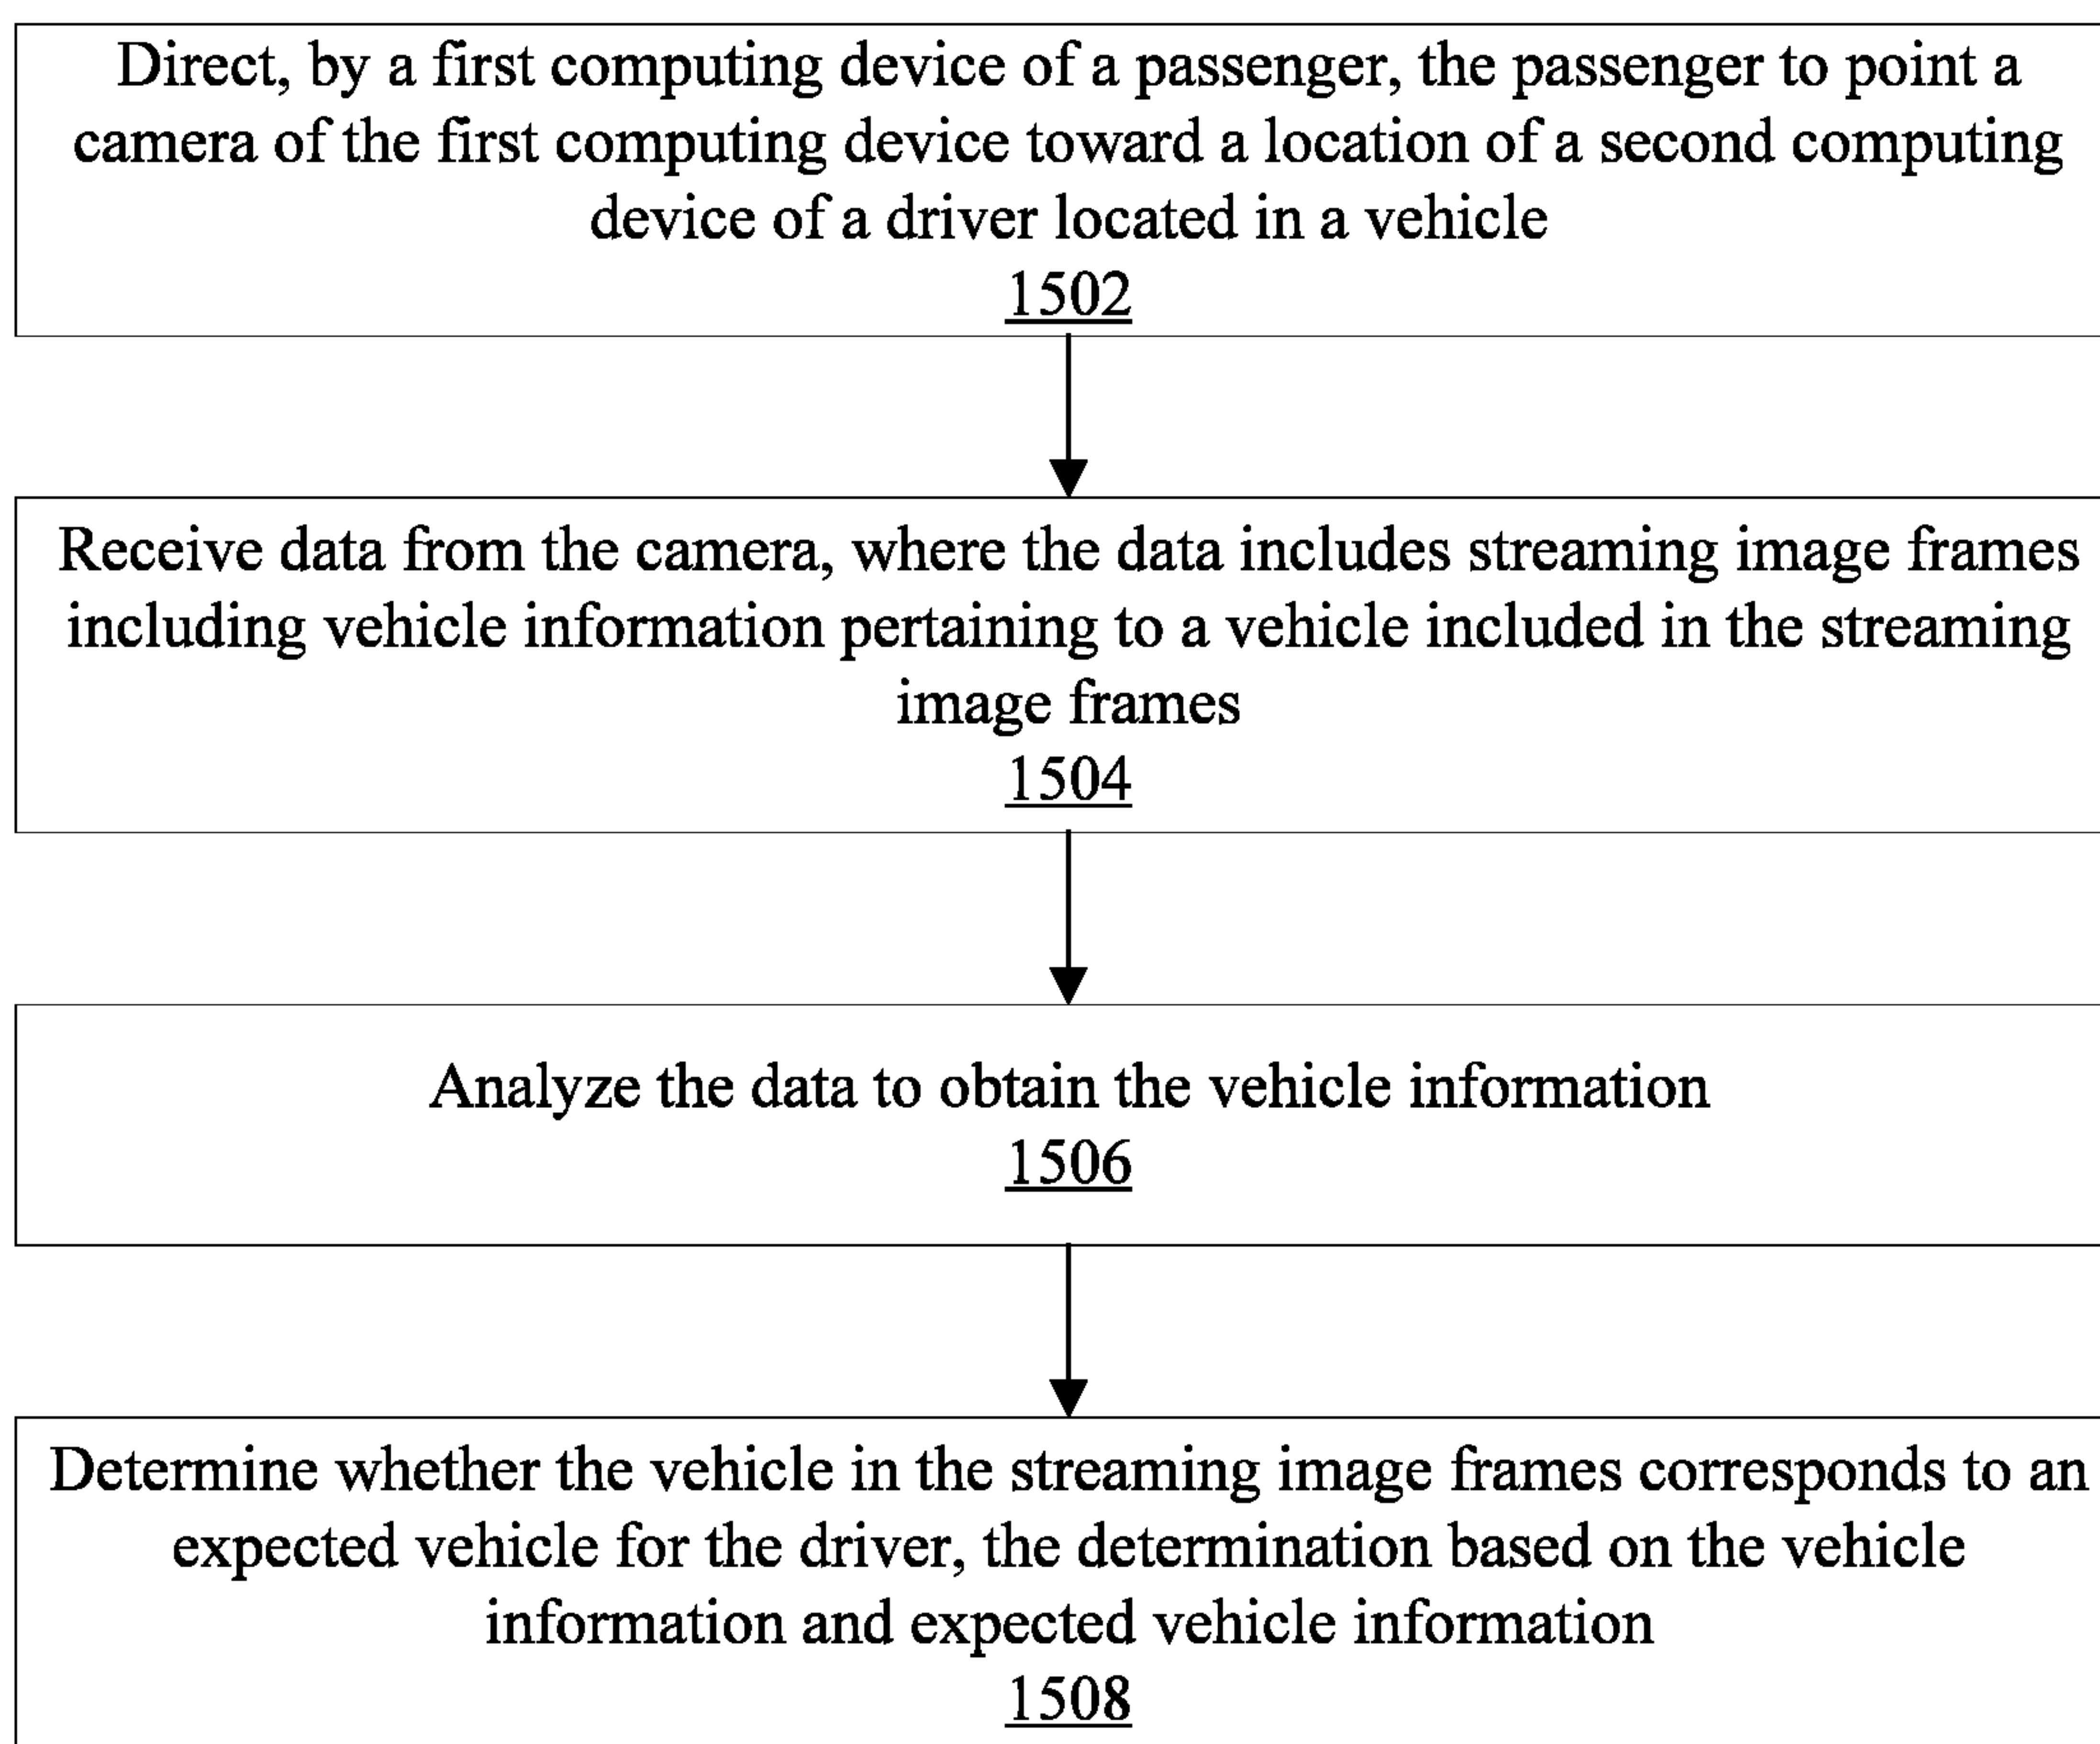 Direct, by a first computing device of a passenger, the passenger to point a
camera of the first computing device toward a location of a second computing
device of a driver located in a vehicle
1502
Receive data from the camera, where the data includes streaming image frames
including vehicle information pertaining to a vehicle included in the streaming
image frames
1504
Analyze the data to obtain the vehicle information
1506
Determine whether the vehicle in the streaming image frames corresponds to an
expected vehicle for the driver, the determination based on the vehicle
information and expected vehicle information
1508